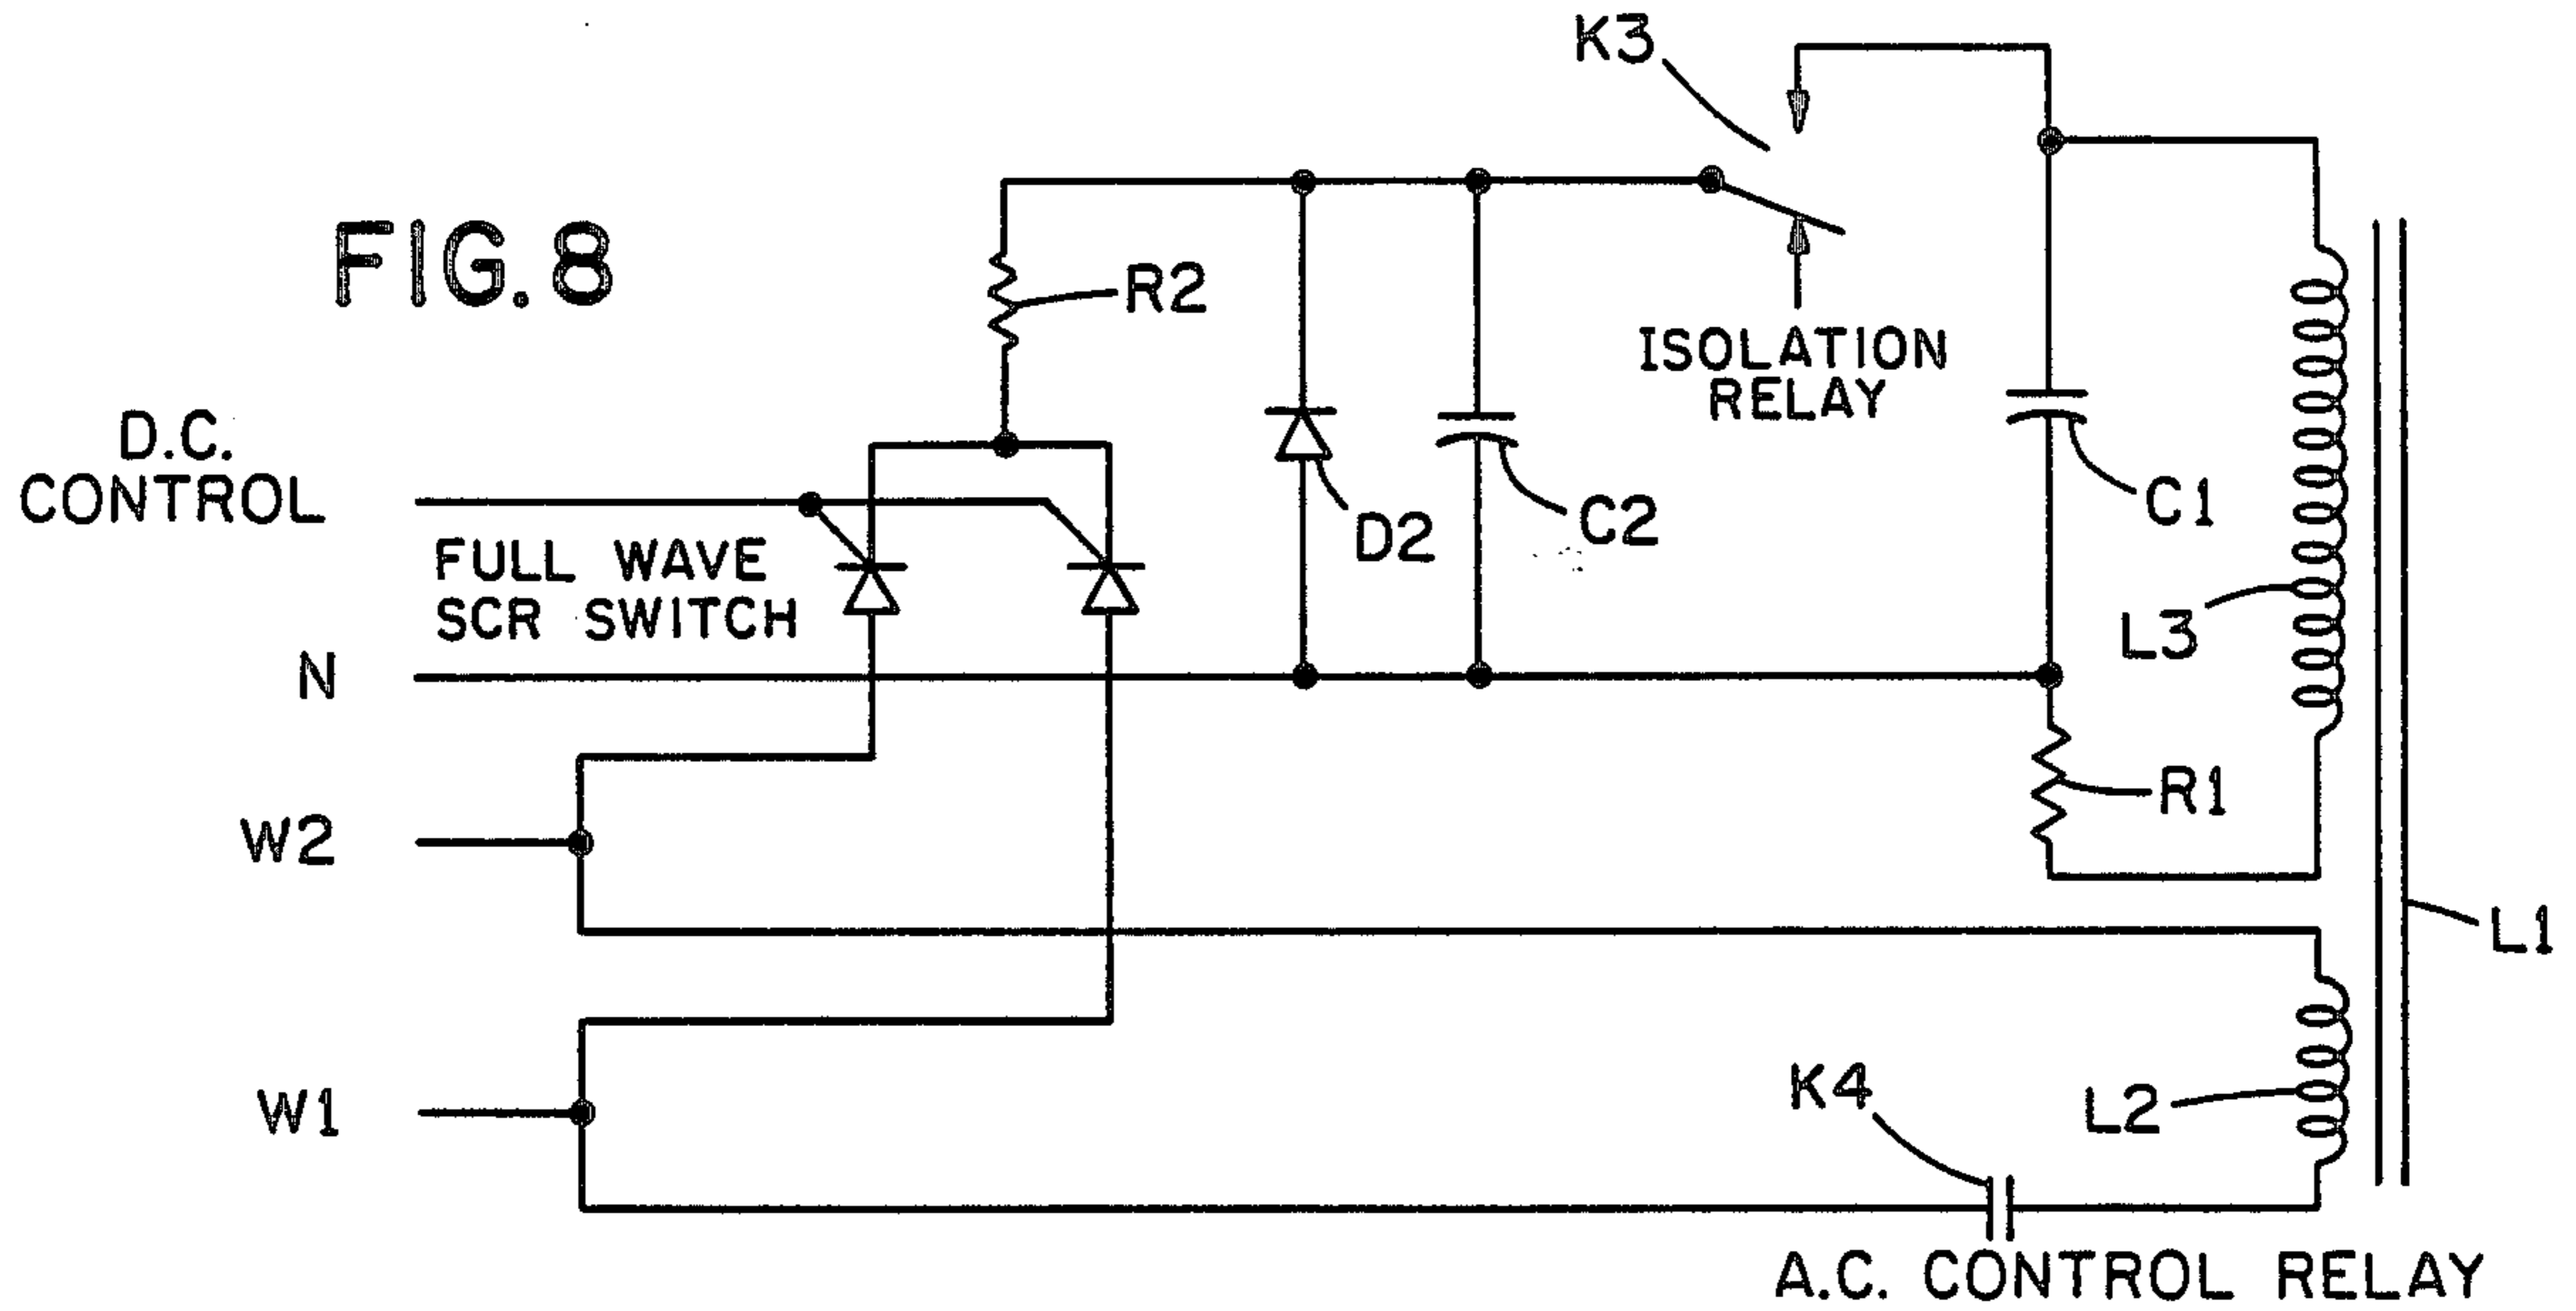 K3
FIG. 8
R2
ISOLATION
RELAY
D.C.
CONTROL
FULL WAVE
SCR SWITCH
D2
C2
C1
L3
N
W2
R1
L1
W1
K4
L2
A.C. CONTROL RELAY